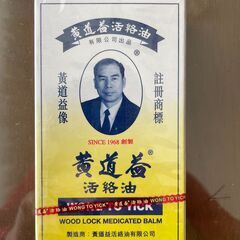 黃道益活絡油®
有限公司出品
黃道益像
註冊商標
SINCE 1968 創製
黃道益®
活絡油
WONG TO YICK
WOOD LOCK MEDICATED BALM
製造商：黃道益活絡油有限公司